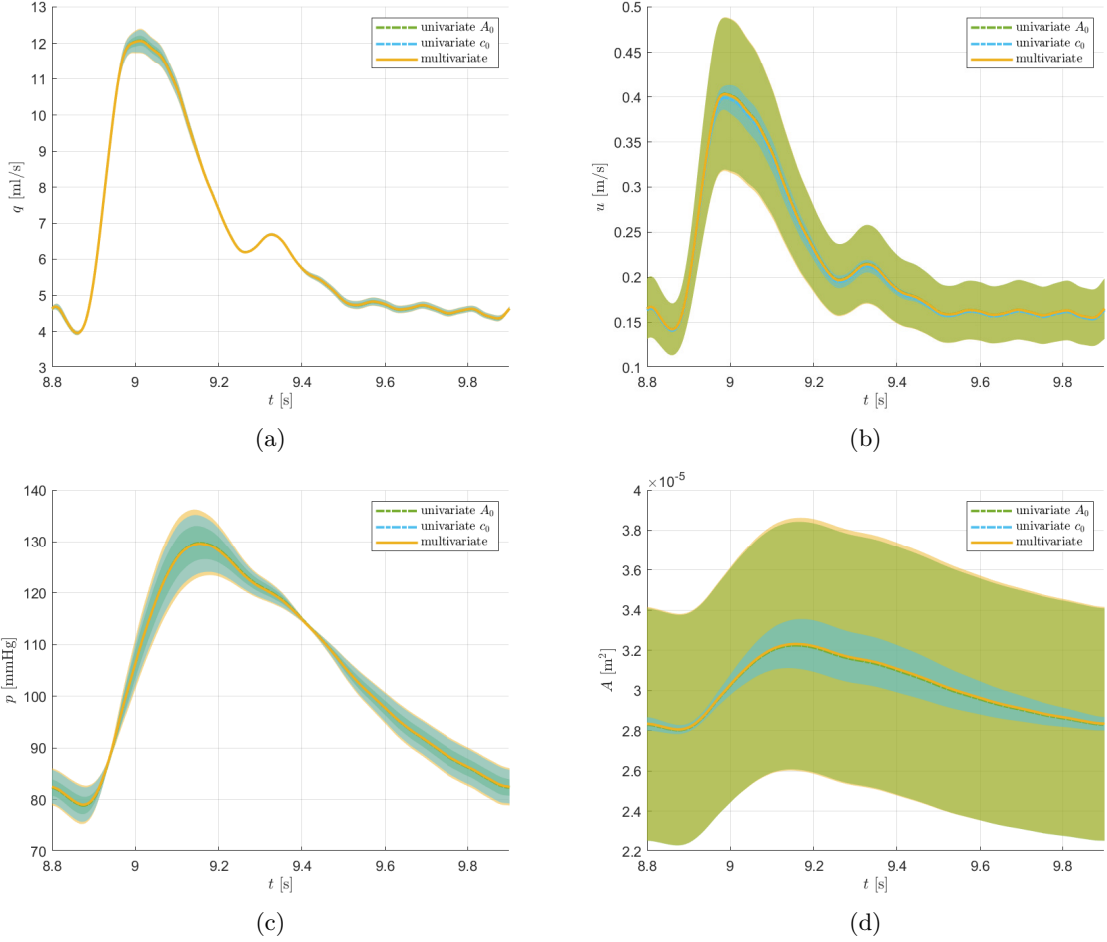 13
12
11
10
9
8
7
6
5
4
3
q [ml/s]
univariate A₀
univariate c₀
multivariate
8.8 9 9.2 9.4 9.6 9.8
t [s]
(a)
0.5
0.45
0.4
0.35
0.3
0.25
0.2
0.15
0.1
u [m/s]
univariate A₀
univariate c₀
multivariate
8.8 9 9.2 9.4 9.6 9.8
t [s]
(b)
140
130
120
110
100
90
80
70
p [mmHg]
univariate A₀
univariate c₀
multivariate
8.8 9 9.2 9.4 9.6 9.8
t [s]
(c)
×10⁻⁵
4
3.8
3.6
3.4
3.2
3
2.8
2.6
2.4
2.2
A [m²]
univariate A₀
univariate c₀
multivariate
8.8 9 9.2 9.4 9.6 9.8
t [s]
(d)